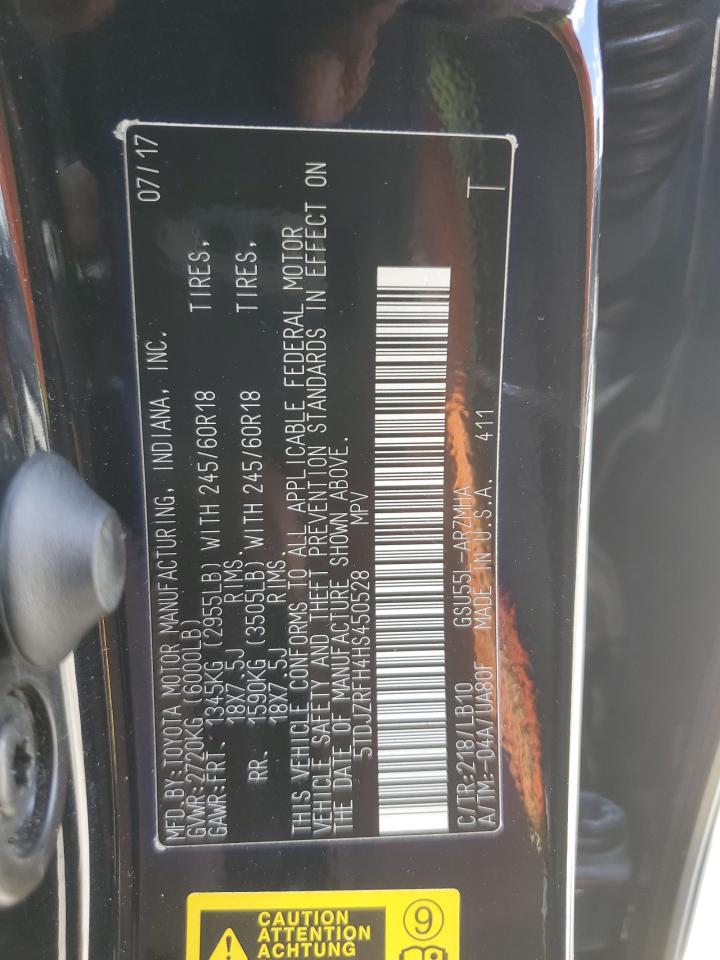 MFD.BY:TOYOTA MOTOR MANUFACTURING, INDIANA, INC. 07/17
GVWR:2720KG (6000LB)
GAWR:FRT. 1345KG (2955LB) WITH 245/60R18 TIRES,
18X7.5J RIMS.
RR. 1590KG (3505LB) WITH 245/60R18 TIRES,
18X7.5J RIMS.
THIS VEHICLE CONFORMS TO ALL APPLICABLE FEDERAL MOTOR
VEHICLE SAFETY AND THEFT PREVENTION STANDARDS IN EFFECT ON
THE DATE OF MANUFACTURE SHOWN ABOVE.
5TDJZRFH4HS450528 MPV
C/TR:218/LB10 GSU55L-ARZMHA
A/TM:-04A/UA80F MADE IN U.S.A. 411 T
CAUTION 9
ATTENTION
ACHTUNG